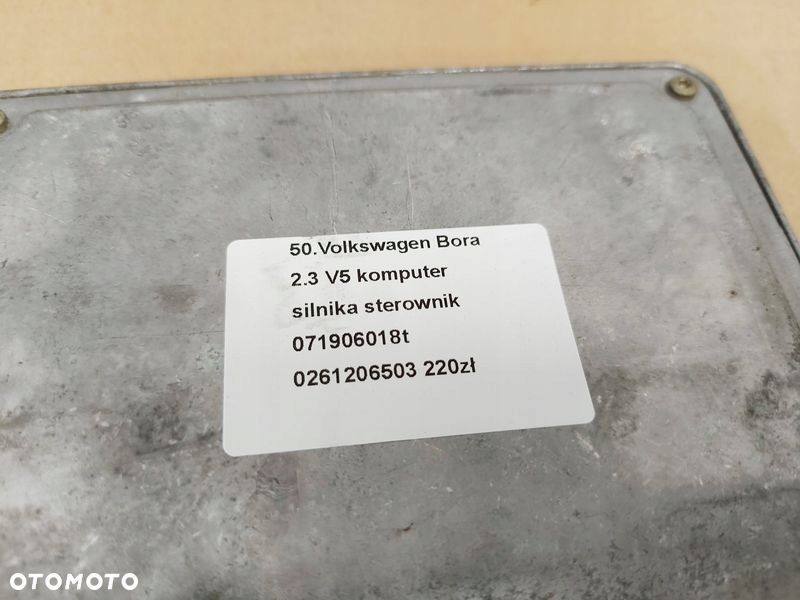 50.Volkswagen Bora
2.3 V5 komputer
silnika sterownik
071906018t
0261206503 220zł
OTOMOTO